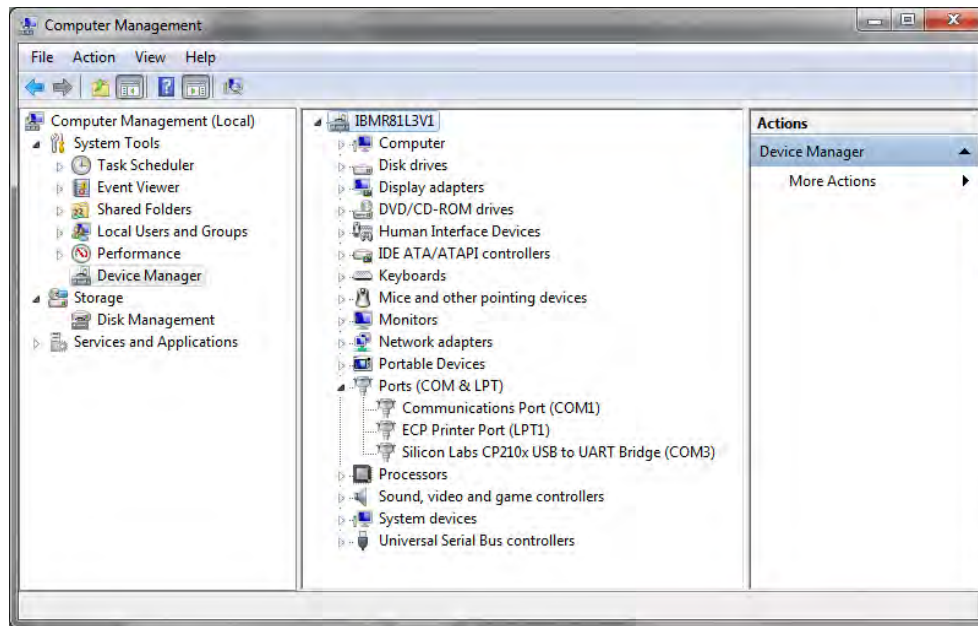 Computer Management
File Action View Help
Computer Management (Local)
System Tools
Task Scheduler
Event Viewer
Shared Folders
Local Users and Groups
Performance
Device Manager
Storage
Disk Management
Services and Applications
IBMR81L3V1
Computer
Disk drives
Display adapters
DVD/CD-ROM drives
Human Interface Devices
IDE ATA/ATAPI controllers
Keyboards
Mice and other pointing devices
Monitors
Network adapters
Portable Devices
Ports (COM & LPT)
Communications Port (COM1)
ECP Printer Port (LPT1)
Silicon Labs CP210x USB to UART Bridge (COM3)
Processors
Sound, video and game controllers
System devices
Universal Serial Bus controllers
Actions
Device Manager
More Actions